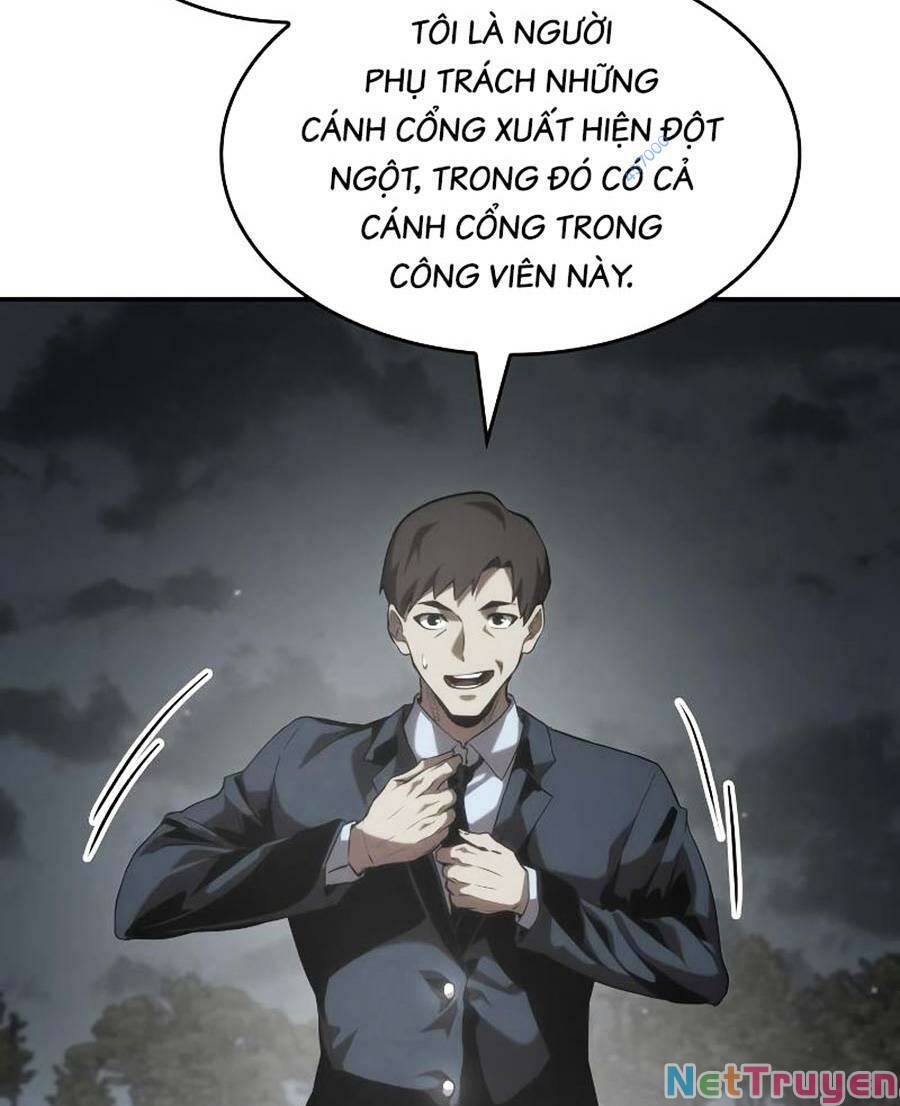 TÔI LÀ NGƯỜI
PHỤ TRÁCH NHỮNG
CÁNH CỔNG XUẤT HIỆN ĐỘT
NGỘT, TRONG ĐÓ CÓ CẢ
CÁNH CỔNG TRONG
CÔNG VIÊN NÀY.
NetTruyen